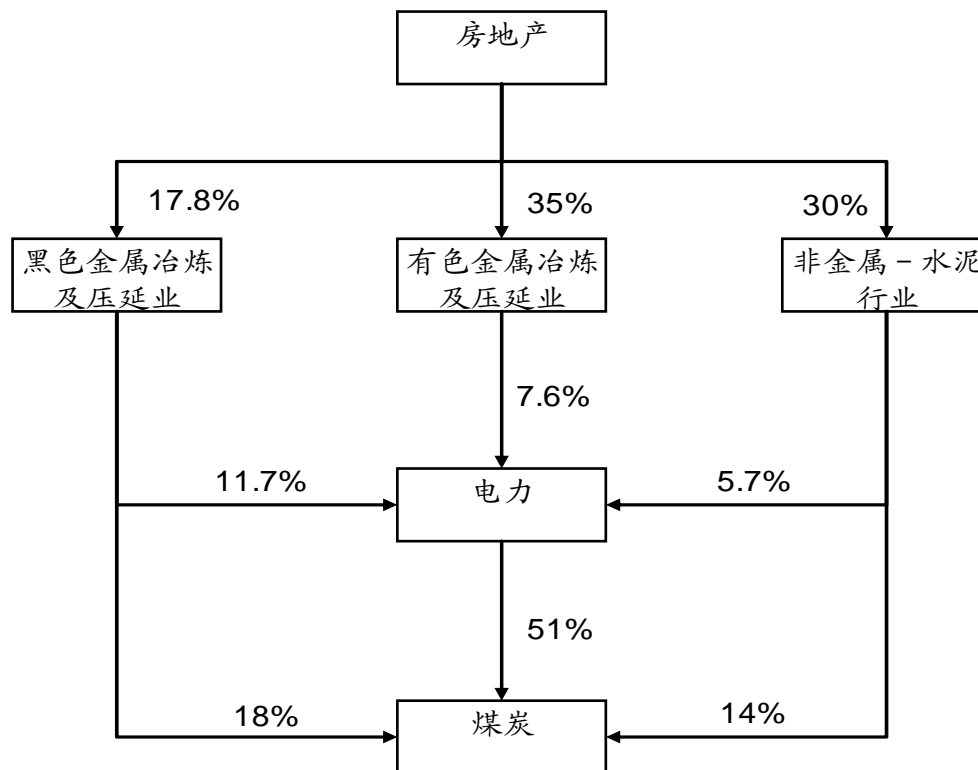 房地产
17.8%
35%
30%
黑色金属冶炼
及压延业
有色金属冶炼
及压延业
非金属－水泥
行业
7.6%
11.7%
电力
5.7%
51%
18%
煤炭
14%